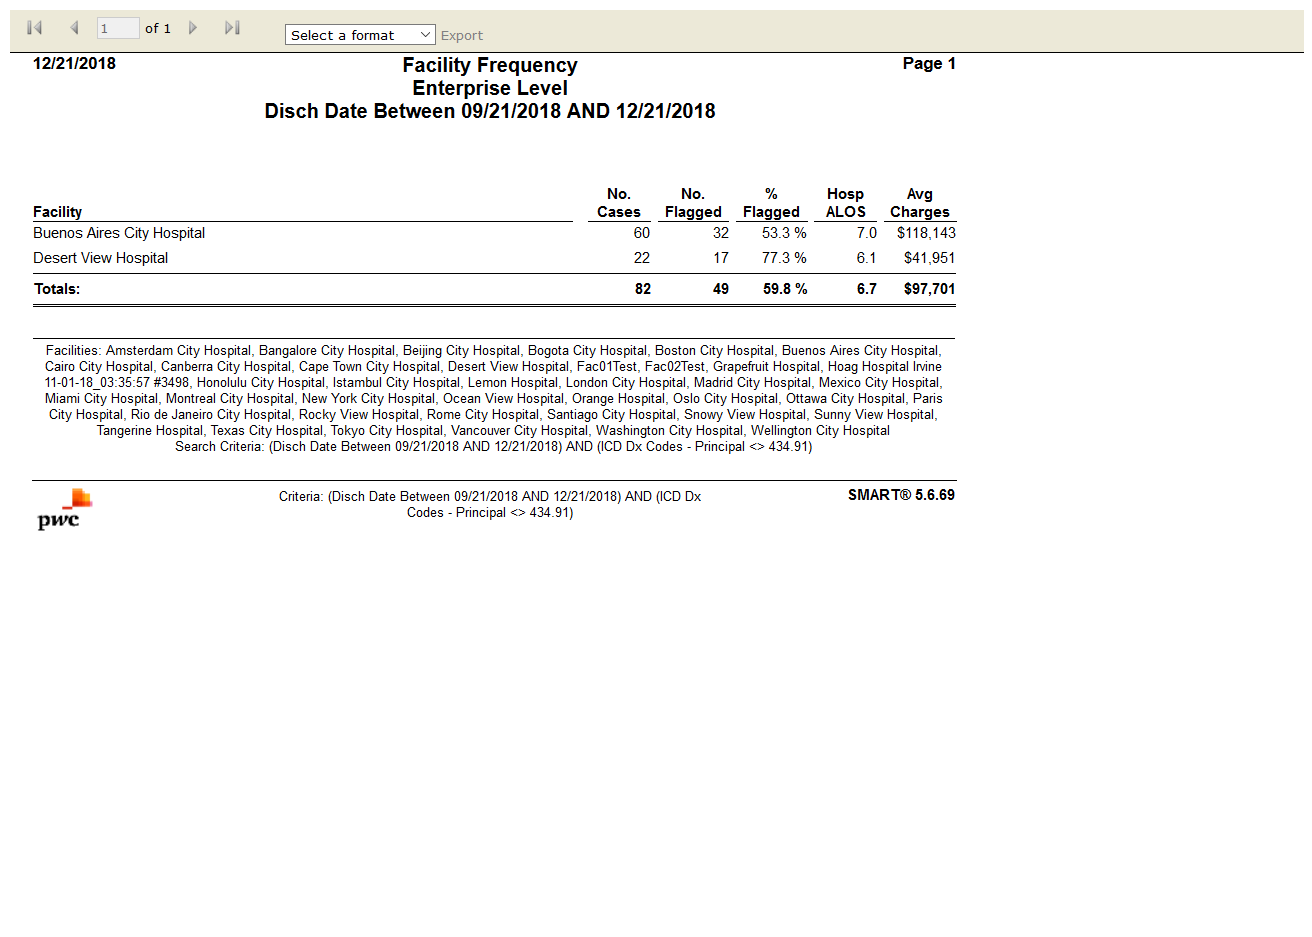 1 of 1 Select a format Export
12/21/2018 Facility Frequency Page 1
Enterprise Level
Disch Date Between 09/21/2018 AND 12/21/2018
No. No. % Hosp Avg
Facility Cases Flagged Flagged ALOS Charges
Buenos Aires City Hospital 60 32 53.3 % 7.0 $118,143
Desert View Hospital 22 17 77.3 % 6.1 $41,951
Totals: 82 49 59.8 % 6.7 $97,701
Facilities: Amsterdam City Hospital, Bangalore City Hospital, Beijing City Hospital, Bogota City Hospital, Boston City Hospital, Buenos Aires City Hospital,
Cairo City Hospital, Canberra City Hospital, Cape Town City Hospital, Desert View Hospital, Fac01Test, Fac02Test, Grapefruit Hospital, Hoag Hospital Irvine
11-01-18_03:35:57 #3498, Honolulu City Hospital, Istambul City Hospital, Lemon Hospital, London City Hospital, Madrid City Hospital, Mexico City Hospital,
Miami City Hospital, Montreal City Hospital, New York City Hospital, Ocean View Hospital, Orange Hospital, Oslo City Hospital, Ottawa City Hospital, Paris
City Hospital, Rio de Janeiro City Hospital, Rocky View Hospital, Rome City Hospital, Santiago City Hospital, Snowy View Hospital, Sunny View Hospital,
Tangerine Hospital, Texas City Hospital, Tokyo City Hospital, Vancouver City Hospital, Washington City Hospital, Wellington City Hospital
Search Criteria: (Disch Date Between 09/21/2018 AND 12/21/2018) AND (ICD Dx Codes - Principal <> 434.91)
Criteria: (Disch Date Between 09/21/2018 AND 12/21/2018) AND (ICD Dx SMART® 5.6.69
Codes - Principal <> 434.91)
pwc